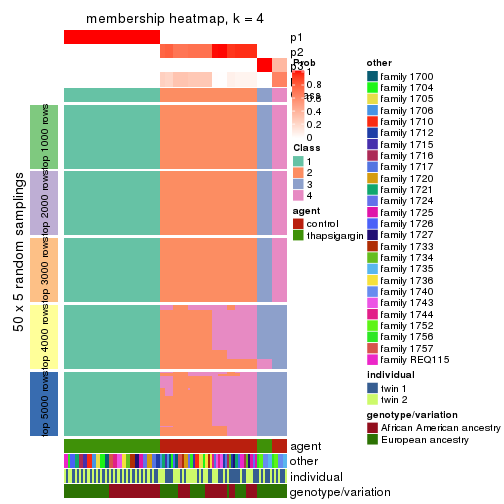 membership heatmap, k = 4
p1
p2
p3
Prob
1
0.8
0.6
0.4
0.2
0
Class
1
2
3
4
agent
control
thapsigargin
other
family 1700
family 1704
family 1705
family 1706
family 1710
family 1712
family 1715
family 1716
family 1717
family 1720
family 1721
family 1724
family 1725
family 1726
family 1727
family 1733
family 1734
family 1735
family 1736
family 1740
family 1743
family 1744
family 1752
family 1756
family 1757
family REQ115
individual
twin 1
twin 2
genotype/variation
African American ancestry
European ancestry
50 x 5 random samplings
top 1000 rows
top 2000 rows
top 3000 rows
top 4000 rows
top 5000 rows
agent
other
individual
genotype/variation